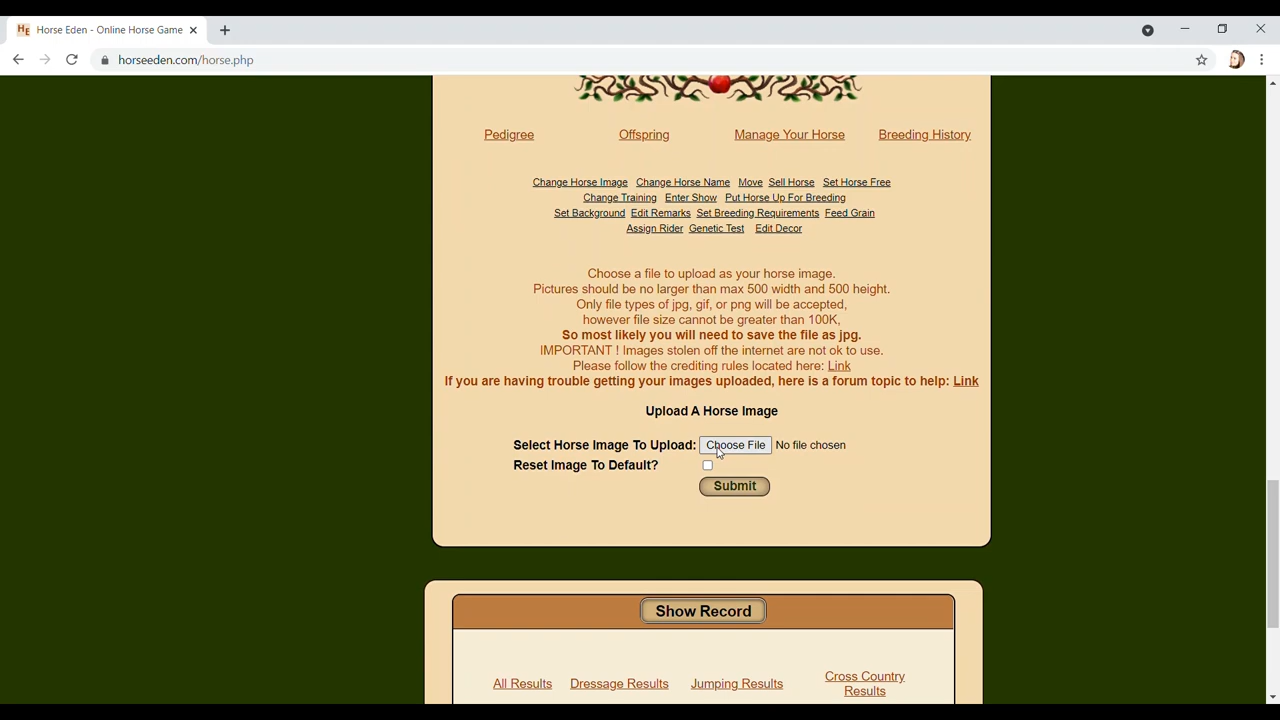 Horse Eden - Online Horse Game
horseeden.com/horse.php
Pedigree Offspring Manage Your Horse Breeding History
Change Horse Image Change Horse Name Move Sell Horse Set Horse Free
Change Training Enter Show Put Horse Up For Breeding
Set Background Edit Remarks Set Breeding Requirements Feed Grain
Assign Rider Genetic Test Edit Decor
Choose a file to upload as your horse image.
Pictures should be no larger than max 500 width and 500 height.
Only file types of jpg, gif, or png will be accepted,
however file size cannot be greater than 100K,
So most likely you will need to save the file as jpg.
IMPORTANT ! Images stolen off the internet are not ok to use.
Please follow the crediting rules located here: Link
If you are having trouble getting your images uploaded, here is a forum topic to help: Link
Upload A Horse Image
Select Horse Image To Upload: Choose File No file chosen
Reset Image To Default?
Submit
Show Record
All Results Dressage Results Jumping Results Cross Country
Results